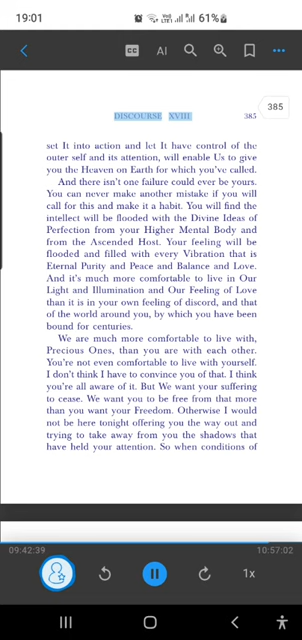 19:01
61%
CC AI
385
DISCOURSE XVIII 385
set It into action and let It have control of the
outer self and its attention, will enable Us to give
you the Heaven on Earth for which you've called.
And there isn't one failure could ever be yours.
You can never make another mistake if you will
call for this and make it a habit. You will find the
intellect will be flooded with the Divine Ideas of
Perfection from your Higher Mental Body and
from the Ascended Host. Your feeling will be
flooded and filled with every Vibration that is
Eternal Purity and Peace and Balance and Love.
And it's much more comfortable to live in Our
Light and Illumination and Our Feeling of Love
than it is in your own feeling of discord, and that
of the world around you, by which you have been
bound for centuries.
We are much more comfortable to live with,
Precious Ones, than you are with each other.
You're not even comfortable to live with yourself.
I don't think I have to convince you of that. I think
you're all aware of it. But We want your suffering
to cease. We want you to be free from that more
than you want your Freedom. Otherwise I would
not be here tonight offering you the way out and
trying to take away from you the shadows that
have held your attention. So when conditions of
09:42:39 10:57:02
1x